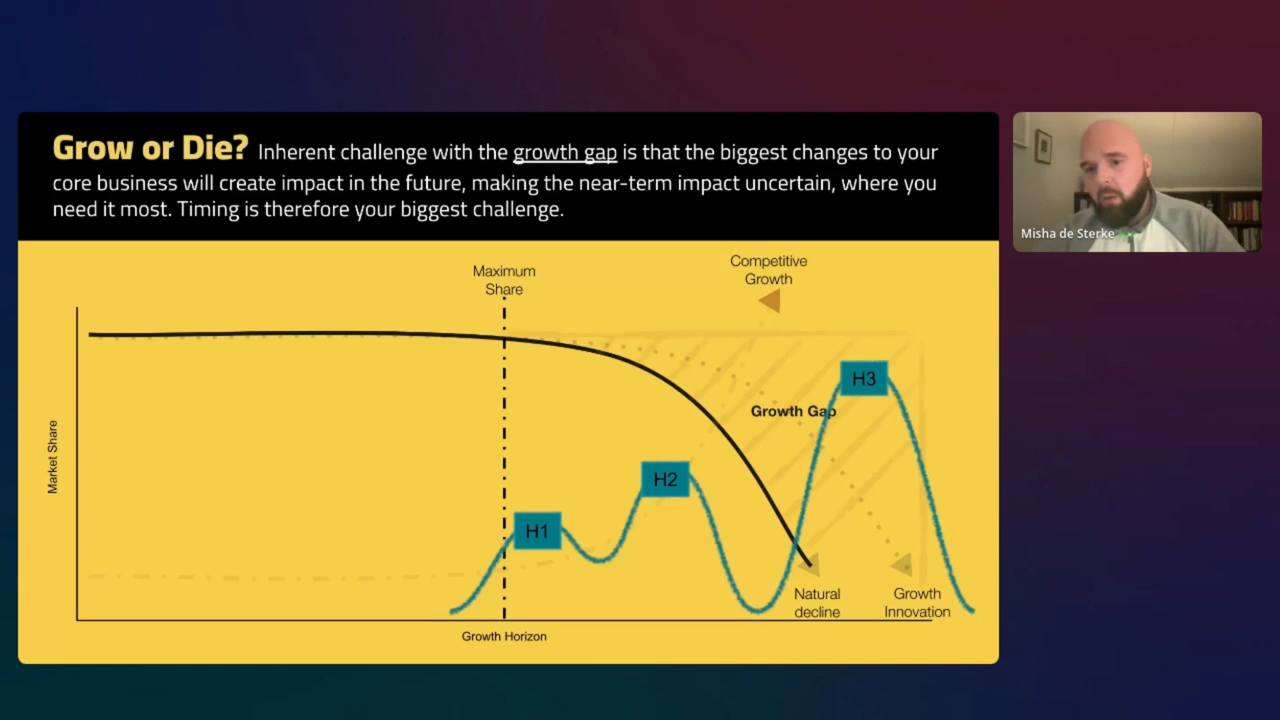 Grow or Die? Inherent challenge with the growth gap is that the biggest changes to your
core business will create impact in the future, making the near-term impact uncertain, where you
need it most. Timing is therefore your biggest challenge.
Misha de Sterke
Competitive
Growth
Maximum
Share
H3
Growth Gap
Market Share
H2
H1
Natural
decline
Growth
Innovation
Growth Horizon